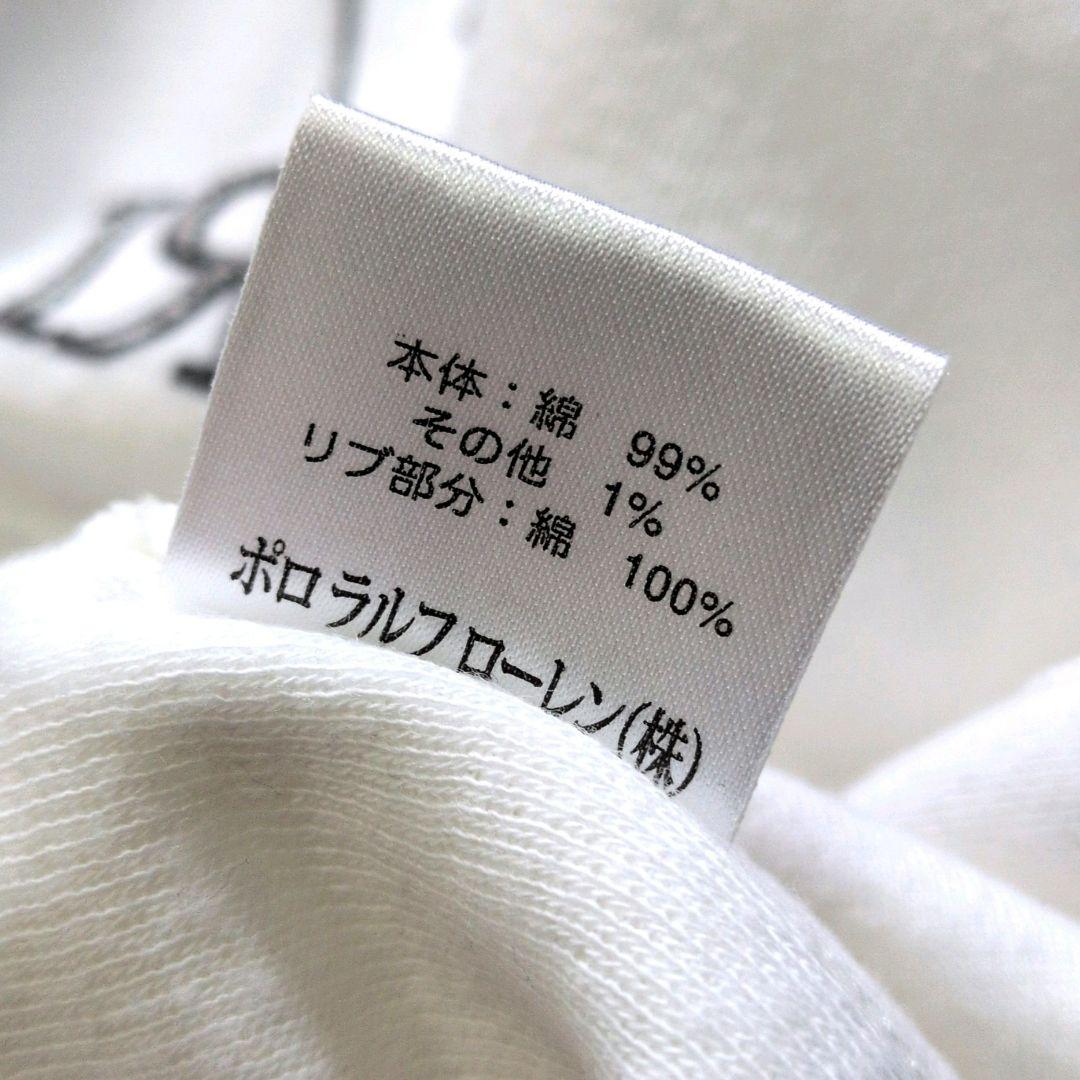 本体：綿　99%
その他　1%
リブ部分：綿　100%
ポロ ラルフ ローレン(株)